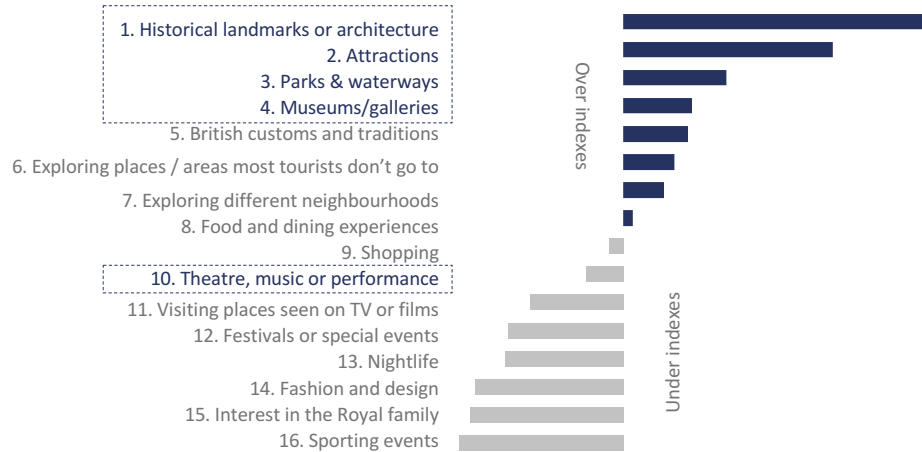 1. Historical landmarks or architecture
2. Attractions
3. Parks & waterways
4. Museums/galleries
5. British customs and traditions
6. Exploring places / areas most tourists don't go to
7. Exploring different neighbourhoods
8. Food and dining experiences
9. Shopping
10. Theatre, music or performance
11. Visiting places seen on TV or films
12. Festivals or special events
13. Nightlife
14. Fashion and design
15. Interest in the Royal family
16. Sporting events
Over indexes
Under indexes